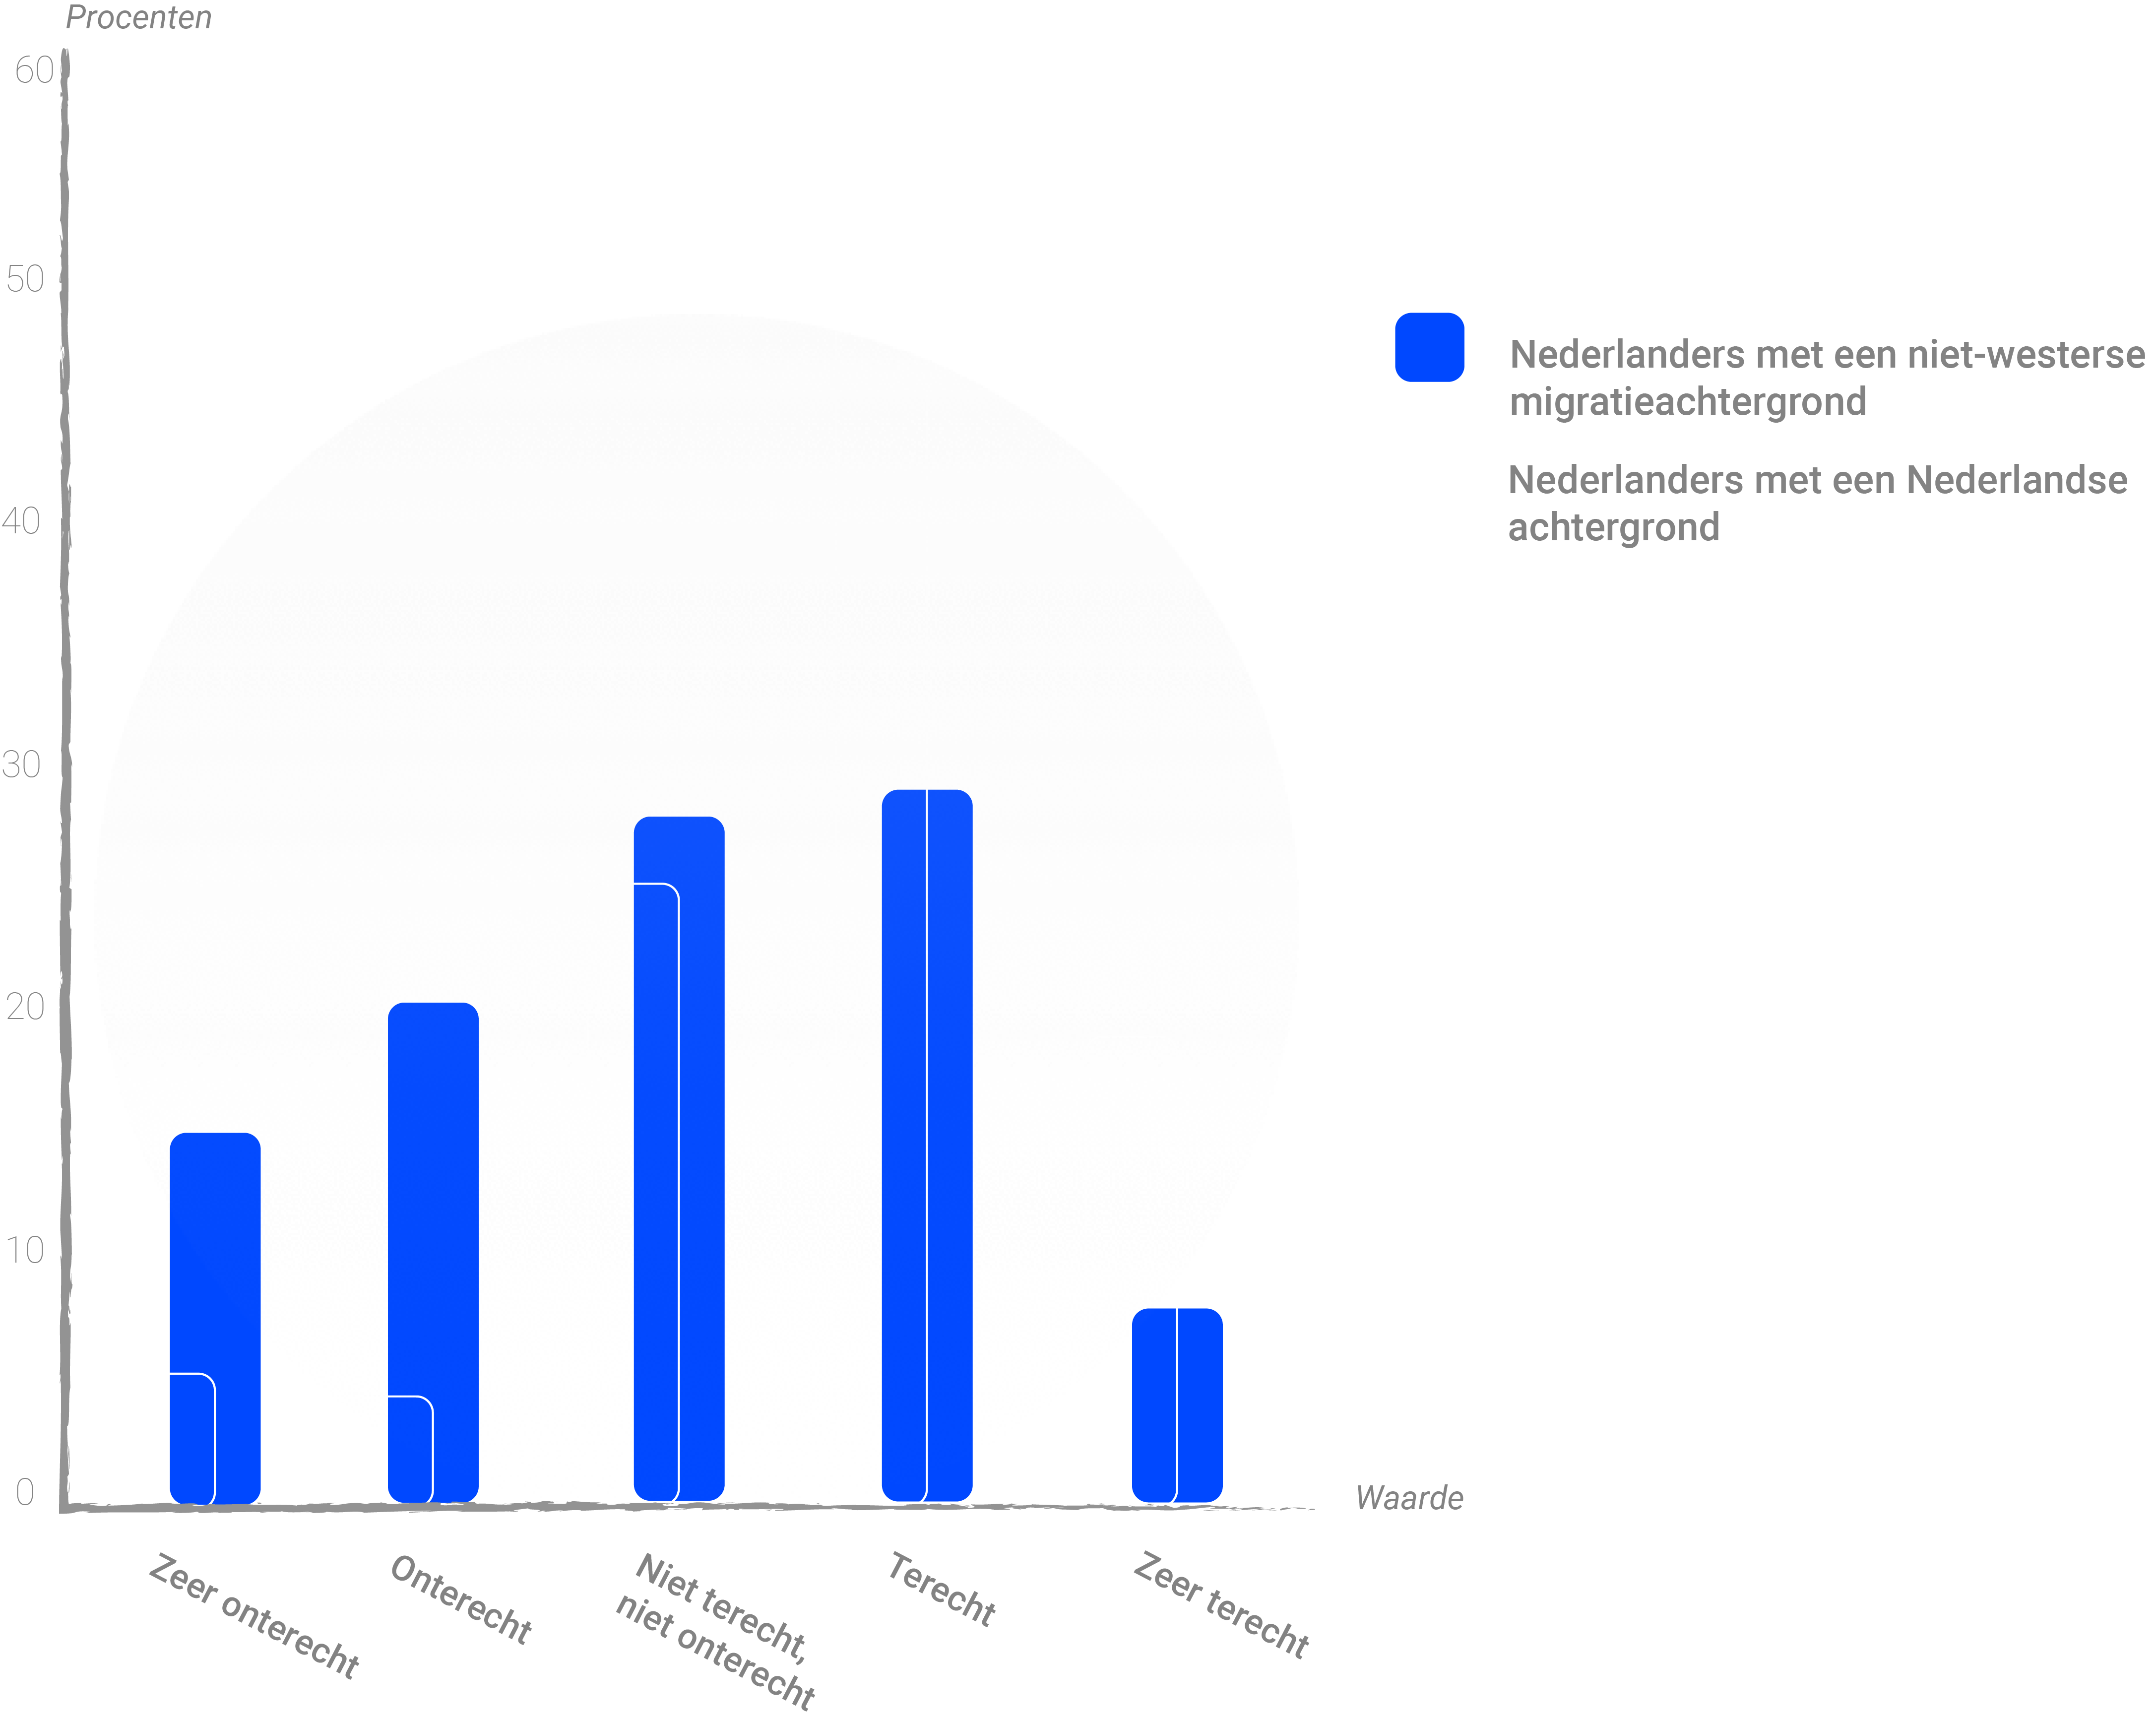 Procenten
60
50
40
30
20
10
0
Nederlanders met een niet-westerse
migratieachtergrond
Nederlanders met een Nederlandse
achtergrond
Waarde
Zeer onterecht
Onterecht
Niet terecht,
niet onterecht
Terecht
Zeer terecht